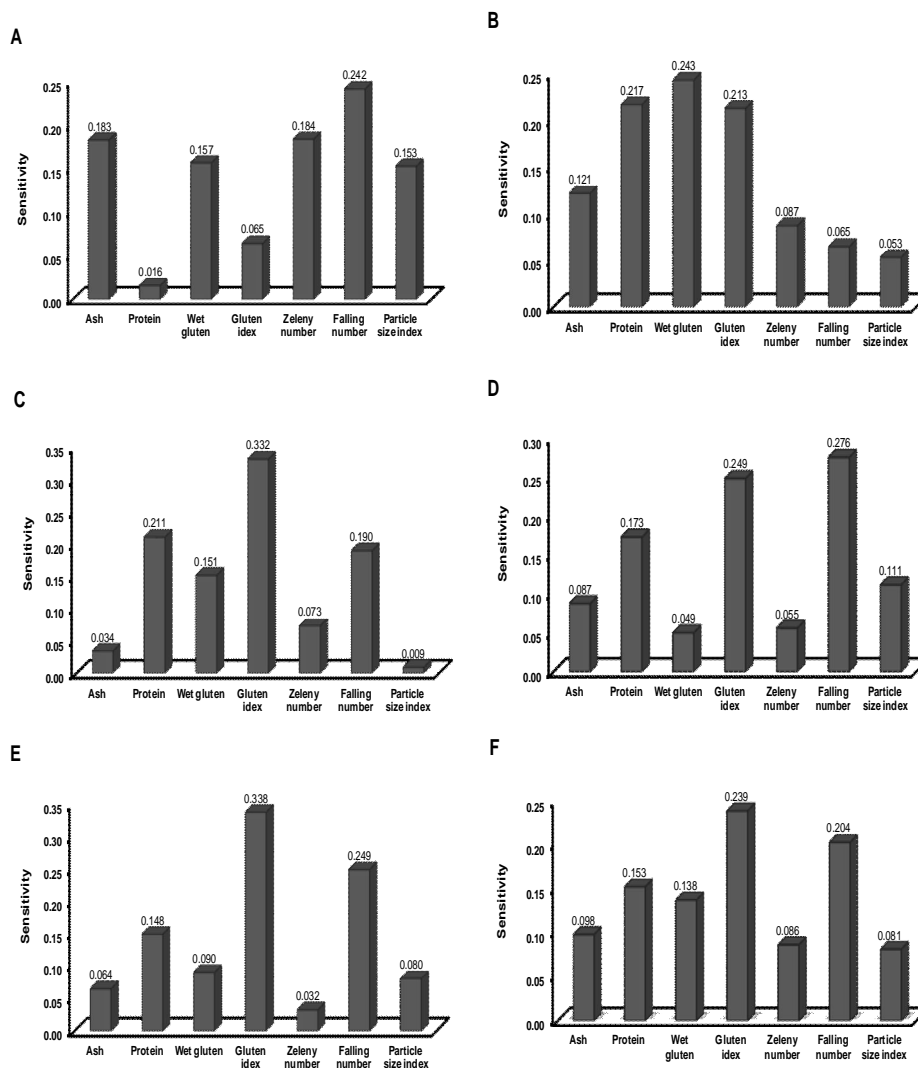 A
Sensitivity
0.25
0.20
0.15
0.10
0.05
0.00
0.183
0.016
0.157
0.065
0.184
0.242
0.153
Ash
Protein
Wet
gluten
Gluten
idex
Zeleny
number
Falling
number
Particle
size index
B
Sensitivity
0.25
0.20
0.15
0.10
0.05
0.00
0.121
0.217
0.243
0.213
0.087
0.065
0.053
Ash
Protein
Wet gluten
Gluten
idex
Zeleny
number
Falling
number
Particle
size index
C
Sensitivity
0.35
0.30
0.25
0.20
0.15
0.10
0.05
0.00
0.034
0.211
0.151
0.332
0.073
0.190
0.009
Ash
Protein
Wet gluten
Gluten
idex
Zeleny
number
Falling
number
Particle
size index
D
Sensitivity
0.30
0.25
0.20
0.15
0.10
0.05
0.00
0.087
0.173
0.049
0.249
0.055
0.276
0.111
Ash
Protein
Wet gluten
Gluten
idex
Zeleny
number
Falling
number
Particle
size index
E
Sensitivity
0.35
0.30
0.25
0.20
0.15
0.10
0.05
0.00
0.064
0.148
0.090
0.338
0.032
0.249
0.080
Ash
Protein
Wet gluten
Gluten
idex
Zeleny
number
Falling
number
Particle
size index
F
Sensitivity
0.25
0.20
0.15
0.10
0.05
0.00
0.098
0.153
0.138
0.239
0.086
0.204
0.081
Ash
Protein
Wet
gluten
Gluten
idex
Zeleny
number
Falling
number
Particle
size index